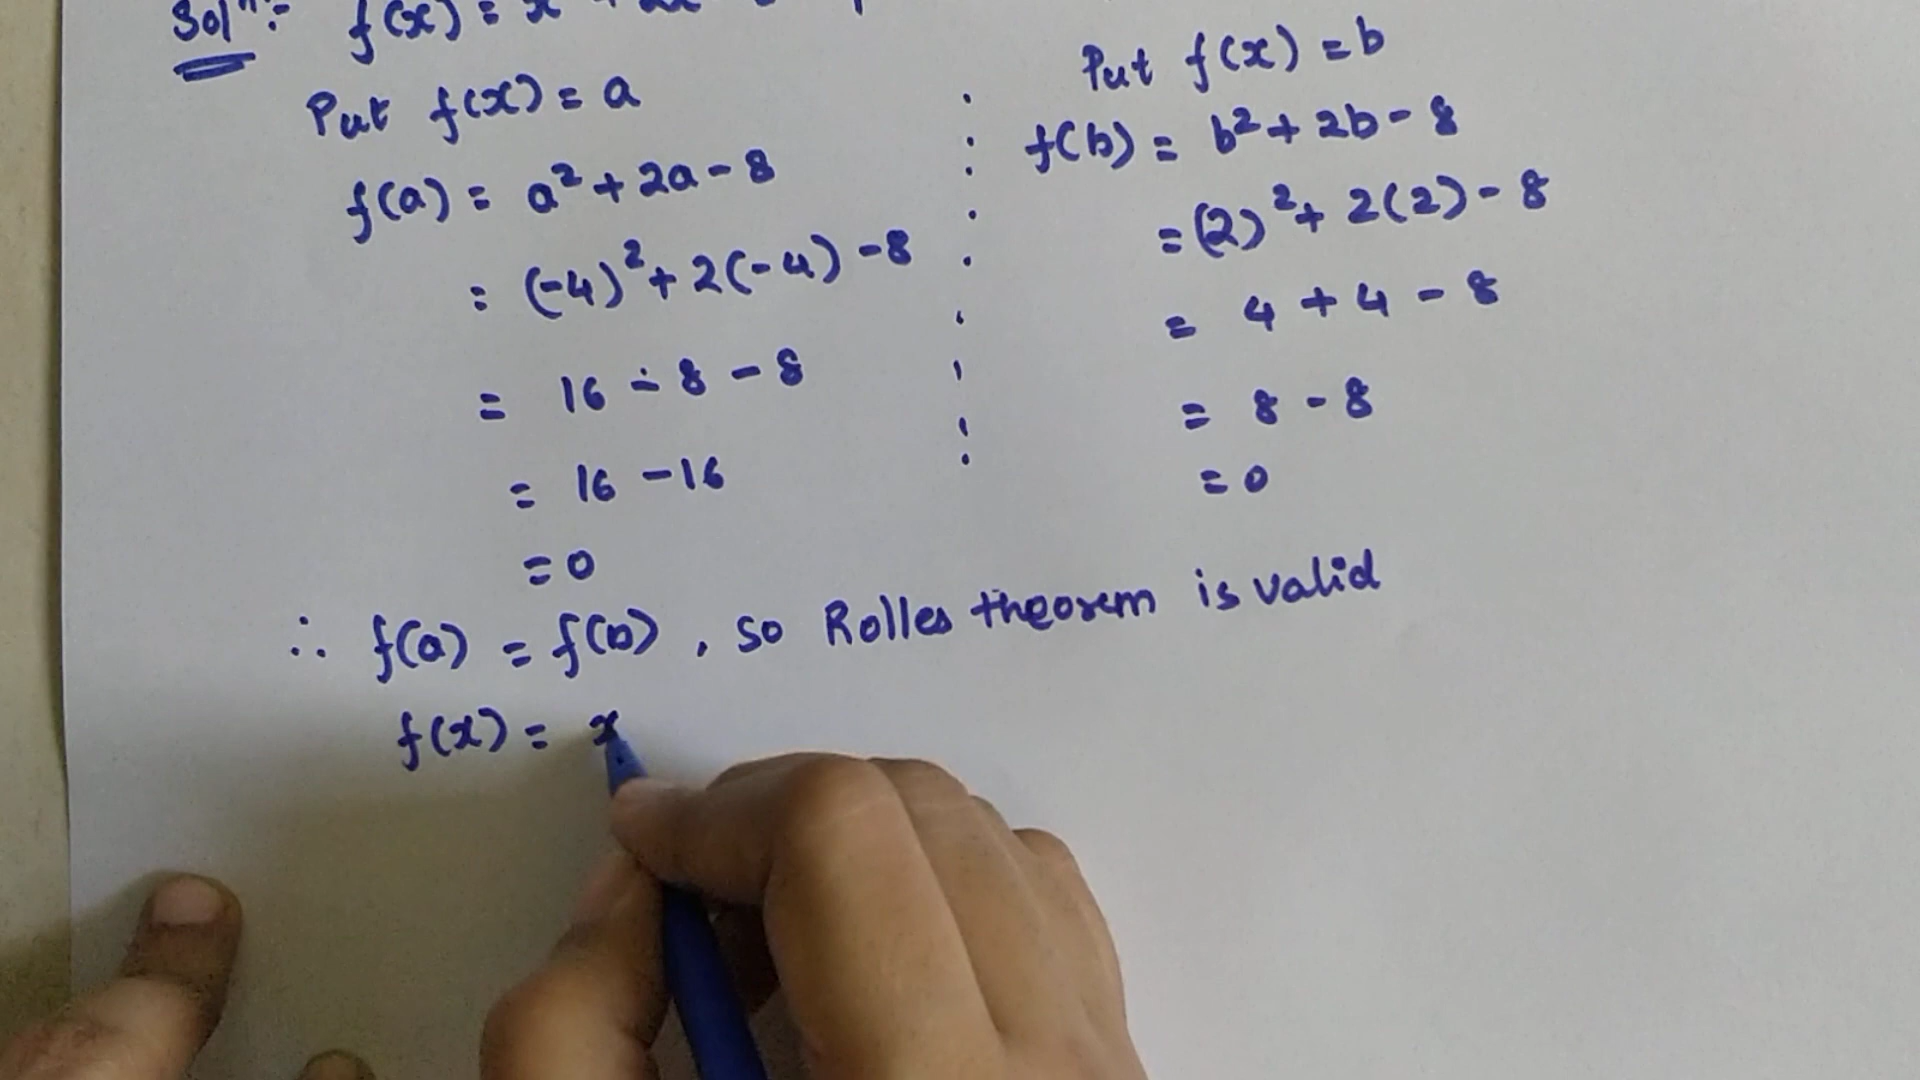 Solⁿ:- f(x) = x + 2x
Put f(x) = a
f(a) = a² + 2a - 8
= (-4)² + 2(-4) - 8
= 16 - 8 - 8
= 16 - 16
= 0
Put f(x) = b
f(b) = b² + 2b - 8
= (2)² + 2(2) - 8
= 4 + 4 - 8
= 8 - 8
= 0
∴ f(a) = f(b), so Rolles theorem is valid
f(x) = x